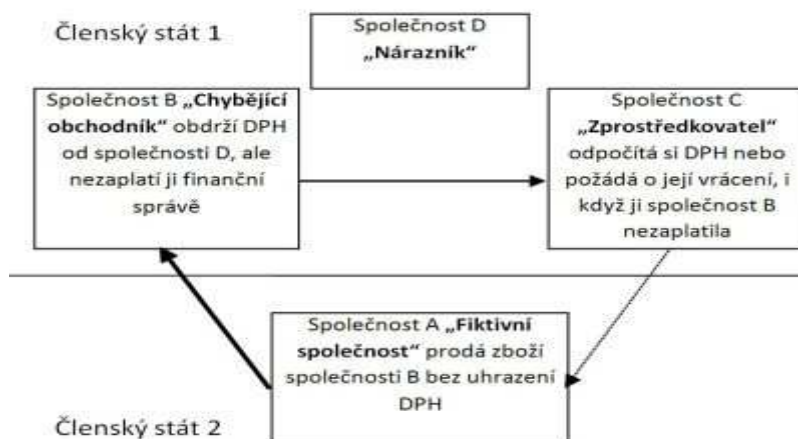 Členský stát 1
Společnost D
„Nárazník“
Společnost B „Chybějící
obchodník“ obdrží DPH
od společnosti D, ale
nezaplatí ji finanční
správě
Společnost C
„Zprostředkovatel“
odpočítá si DPH nebo
požádá o její vrácení, i
když ji společnost B
nezaplatila
Společnost A „Fiktivní
společnost“ prodá zboží
společnosti B bez uhrazení
DPH
Členský stát 2